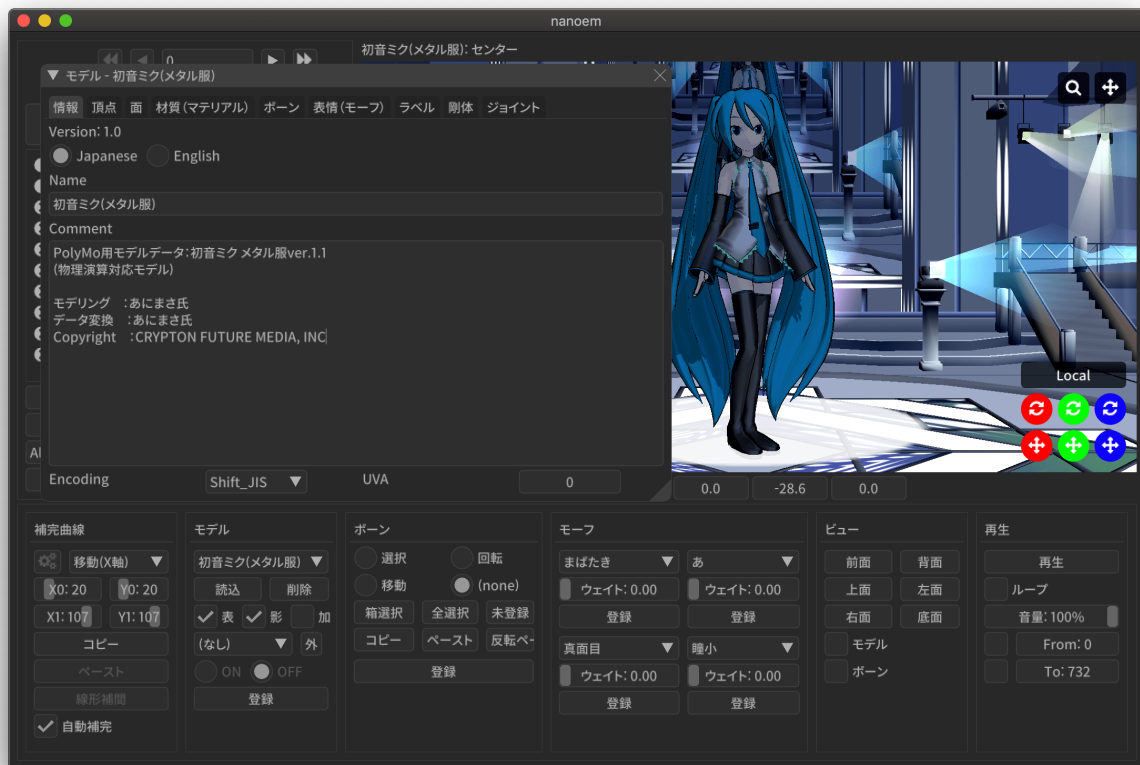 nanoem
0
初音ミク(メタル服): センター
モデル - 初音ミク(メタル服)
情報 頂点 面 材質(マテリアル) ボーン 表情(モーフ) ラベル 剛体 ジョイント
Version: 1.0
Japanese English
Name
初音ミク(メタル服)
Comment
PolyMo用モデルデータ:初音ミク メタル服ver.1.1
(物理演算対応モデル)
モデリング :あにまさ氏
データ変換 :あにまさ氏
Copyright :CRYPTON FUTURE MEDIA, INC
Encoding Shift_JIS UVA 0
Local
0.0 -28.6 0.0
補完曲線
移動(X軸)
X0: 20 Y0: 20
X1: 107 Y1: 107
コピー
ペースト
線形補間
自動補完
モデル
初音ミク(メタル服)
読込 削除
表 影 加
(なし) 外
ON OFF
登録
ボーン
選択 回転
移動 (none)
箱選択 全選択 未登録
コピー ペースト 反転ペー
登録
モーフ
まばたき あ
ウェイト: 0.00 ウェイト: 0.00
登録 登録
真面目 瞳小
ウェイト: 0.00 ウェイト: 0.00
登録 登録
ビュー
前面 背面
上面 左面
右面 底面
モデル
ボーン
再生
再生
ループ
音量: 100%
From: 0
To: 732